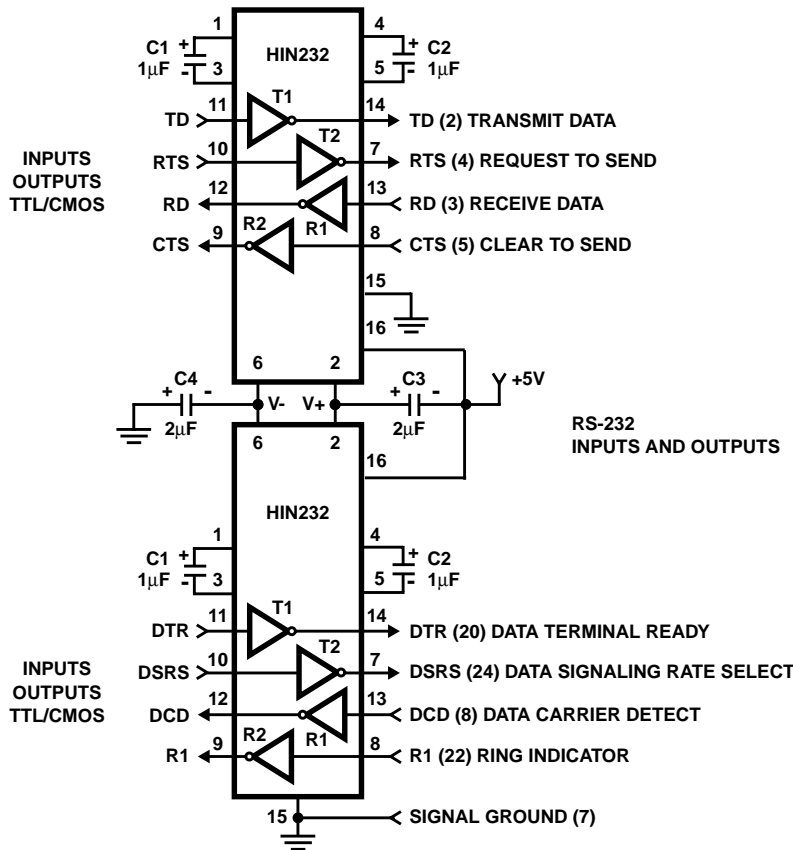 1
4
HIN232
C1
1µF
+
-
3
C2
1µF
+
-
5
T1
11
TD
14
TD (2) TRANSMIT DATA
T2
INPUTS
OUTPUTS
TTL/CMOS
10
RTS
7
RTS (4) REQUEST TO SEND
12
RD
13
RD (3) RECEIVE DATA
R2
R1
9
CTS
8
CTS (5) CLEAR TO SEND
15
16
6
2
C4
+
-
2µF
V-
V+
C3
+
-
2µF
+5V
RS-232
INPUTS AND OUTPUTS
6
2
16
HIN232
1
4
C1
1µF
+
-
3
C2
1µF
+
-
5
T1
11
DTR
14
DTR (20) DATA TERMINAL READY
T2
INPUTS
OUTPUTS
TTL/CMOS
10
DSRS
7
DSRS (24) DATA SIGNALING RATE SELECT
12
DCD
13
DCD (8) DATA CARRIER DETECT
R2
R1
9
R1
8
R1 (22) RING INDICATOR
15
SIGNAL GROUND (7)